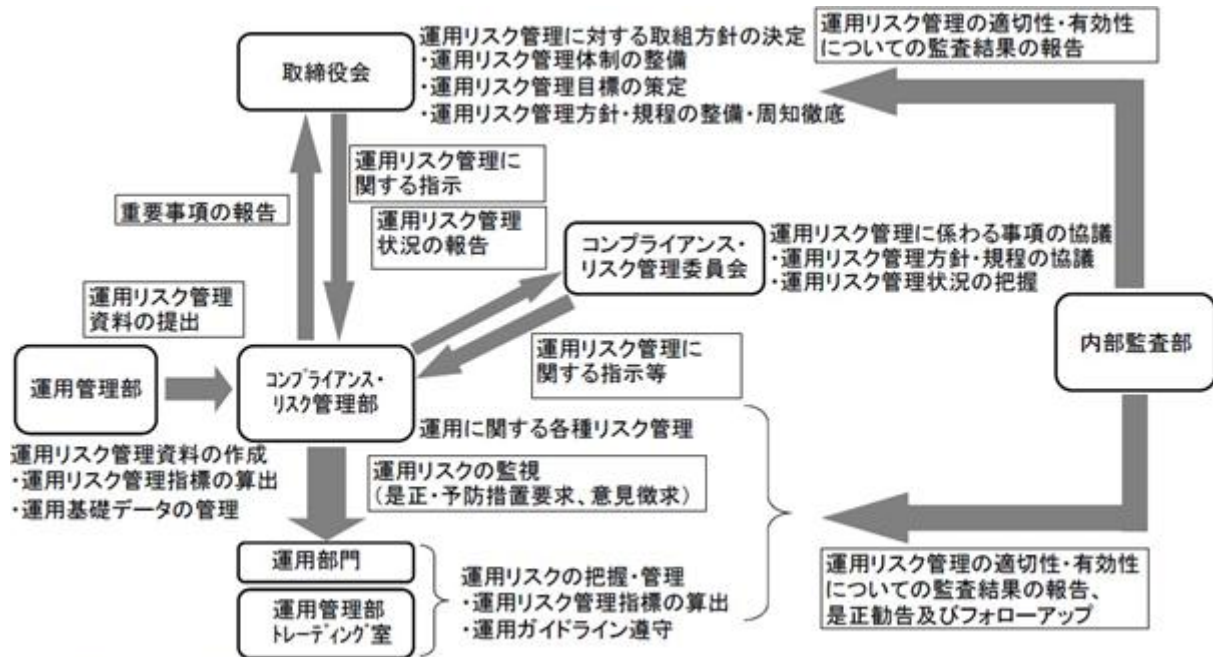 取締役会
運用リスク管理に対する取組方針の決定
・運用リスク管理体制の整備
・運用リスク管理目標の策定
・運用リスク管理方針・規程の整備・周知徹底
運用リスク管理の適切性・有効性
についての監査結果の報告
重要事項の報告
運用リスク管理に
関する指示
運用リスク管理
状況の報告
コンプライアンス・
リスク管理委員会
運用リスク管理に係わる事項の協議
・運用リスク管理方針・規程の協議
・運用リスク管理状況の把握
運用リスク管理
資料の提出
運用管理部
コンプライアンス・
リスク管理部
運用リスク管理に
関する指示等
内部監査部
運用に関する各種リスク管理
運用リスク管理資料の作成
・運用リスク管理指標の算出
・運用基礎データの管理
運用リスクの監視
(是正・予防措置要求、意見徴求)
運用部門
運用管理部
トレーディング室
運用リスクの把握・管理
・運用リスク管理指標の算出
・運用ガイドライン遵守
運用リスク管理の適切性・有効性
についての監査結果の報告、
是正勧告及びフォローアップ